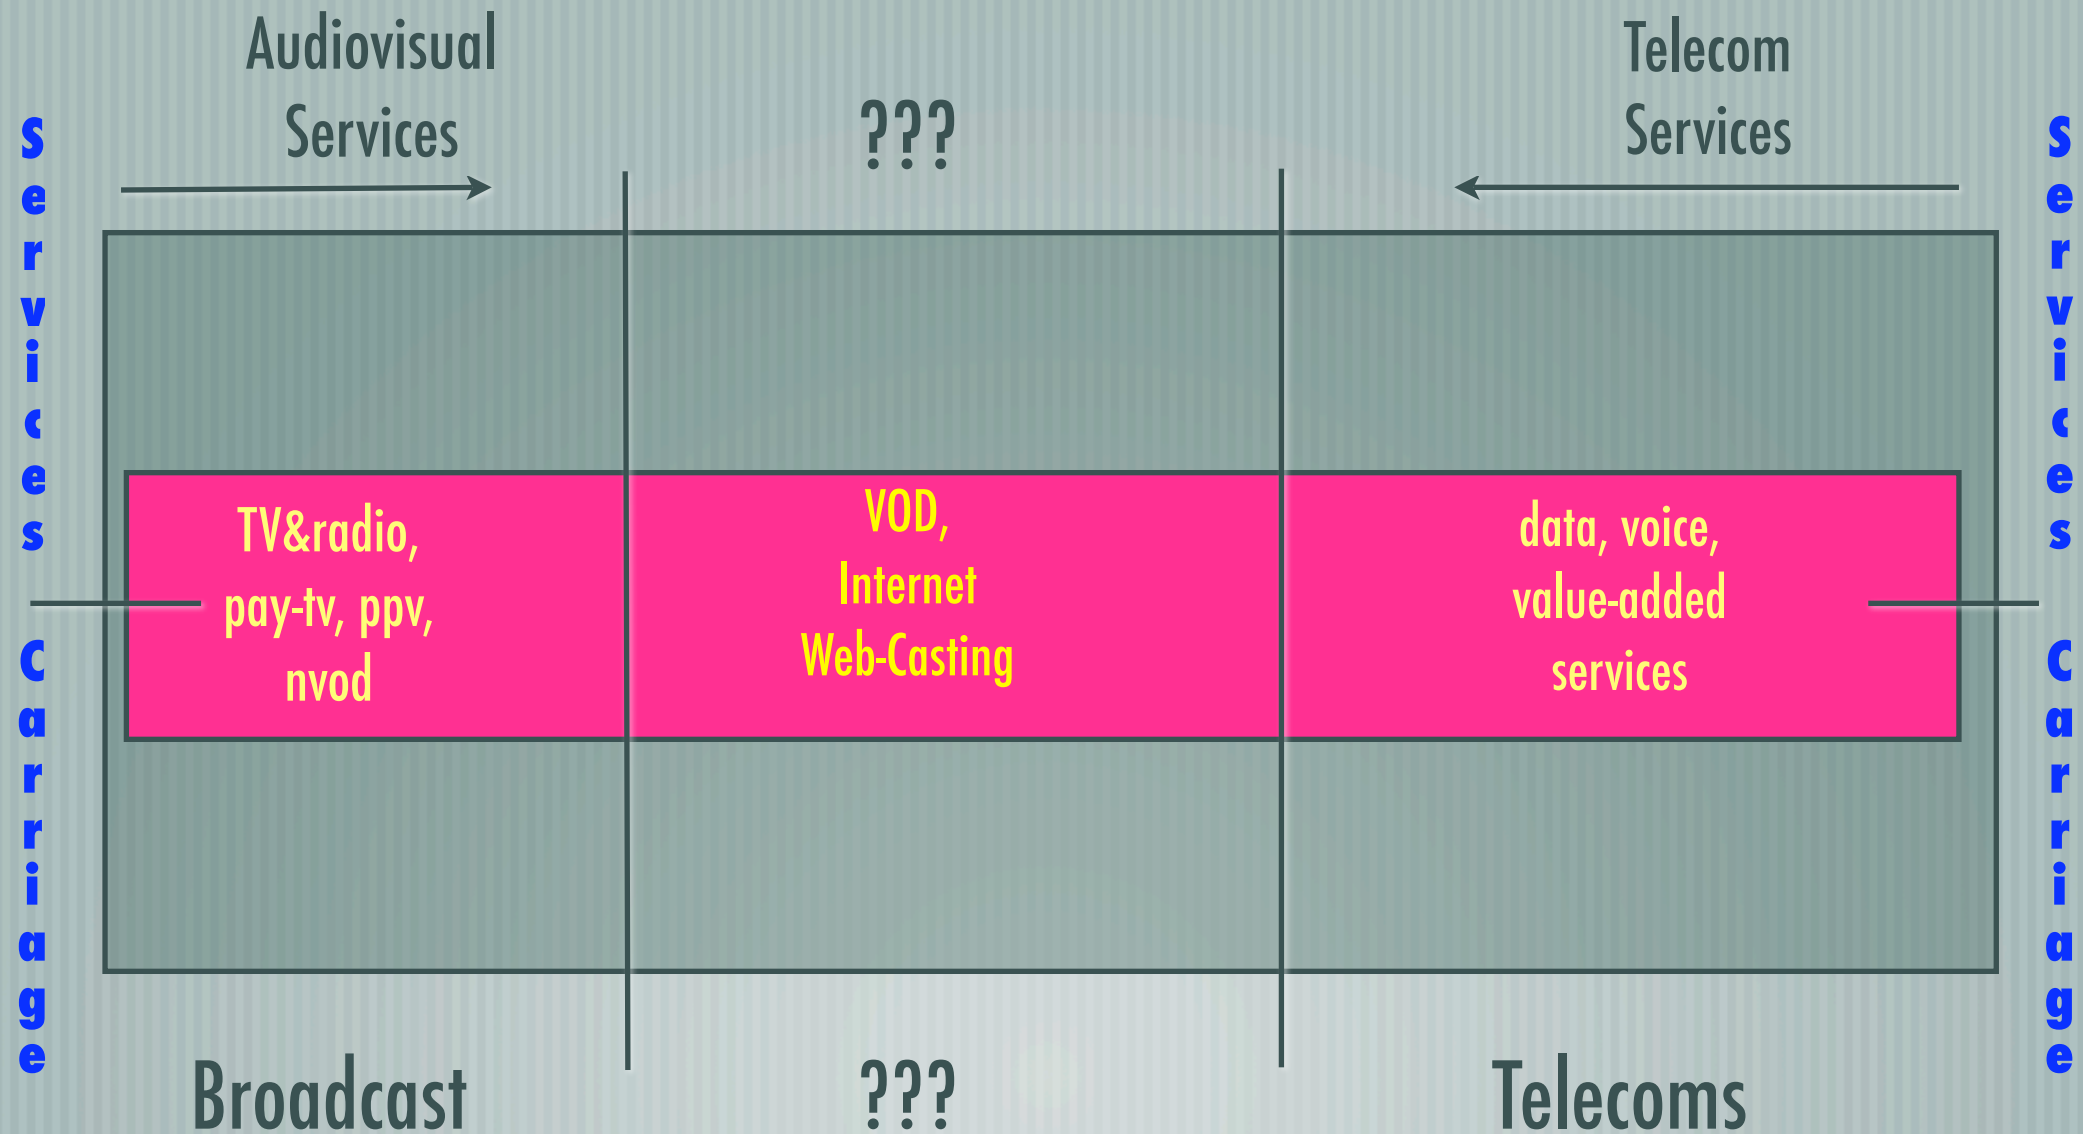 Audiovisual
Services
???
Telecom
Services
Services
Carriage
TV&radio,
pay-tv, ppv,
nvod
VOD,
Internet
Web-Casting
data, voice,
value-added
services
Services
Carriage
Broadcast
???
Telecoms